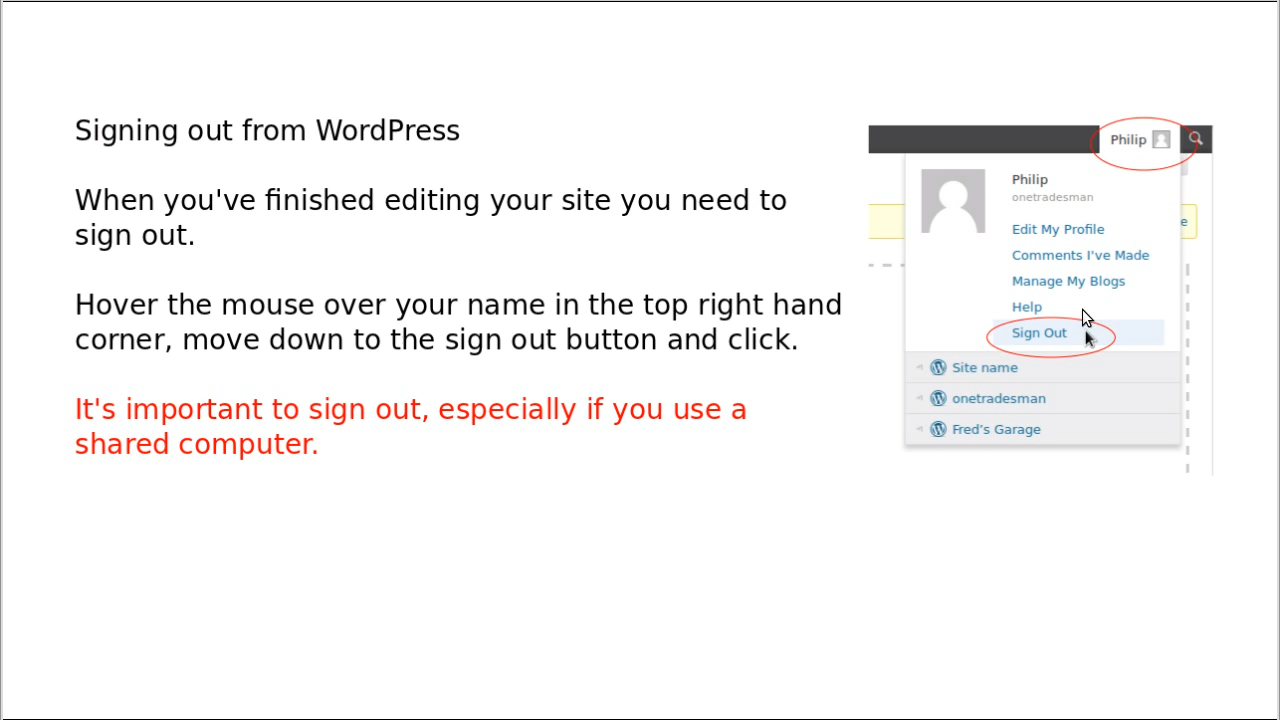 Signing out from WordPress
When you've finished editing your site you need to
sign out.
Hover the mouse over your name in the top right hand
corner, move down to the sign out button and click.
It's important to sign out, especially if you use a
shared computer.
Philip
Philip
onetradesman
e
Edit My Profile
Comments I've Made
Manage My Blogs
Help
Sign Out
Site name
onetradesman
Fred's Garage